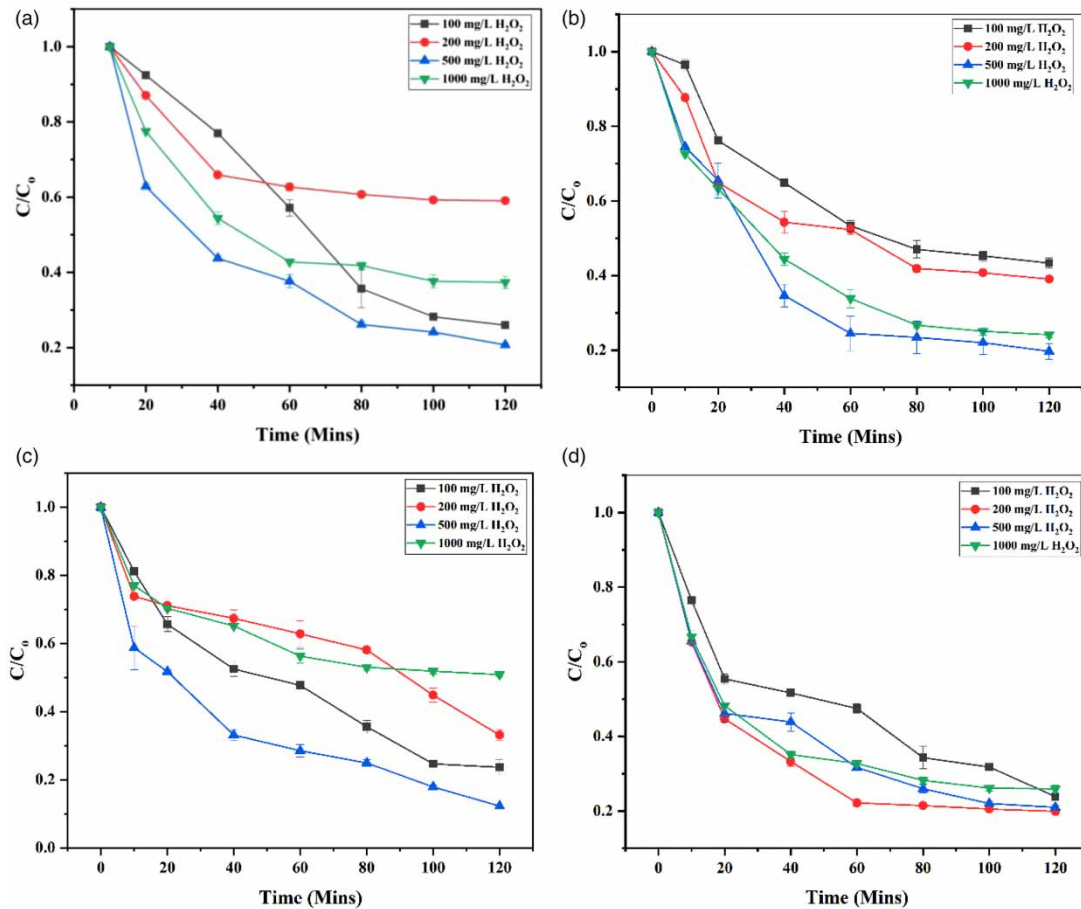 (a)
100 mg/L H₂O₂
200 mg/L H₂O₂
500 mg/L H₂O₂
1000 mg/L H₂O₂
1.0
0.8
0.6
0.4
0.2
C/Cₒ
0 20 40 60 80 100 120
Time (Mins)
(b)
100 mg/L H₂O₂
200 mg/L H₂O₂
500 mg/L H₂O₂
1000 mg/L H₂O₂
1.0
0.8
0.6
0.4
0.2
C/Cₒ
0 20 40 60 80 100 120
Time (Mins)
(c)
100 mg/L H₂O₂
200 mg/L H₂O₂
500 mg/L H₂O₂
1000 mg/L H₂O₂
1.0
0.8
0.6
0.4
0.2
0.0
C/Cₒ
0 20 40 60 80 100 120
Time (Mins)
(d)
100 mg/L H₂O₂
200 mg/L H₂O₂
500 mg/L H₂O₂
1000 mg/L H₂O₂
1.0
0.8
0.6
0.4
0.2
C/Cₒ
0 20 40 60 80 100 120
Time (Mins)